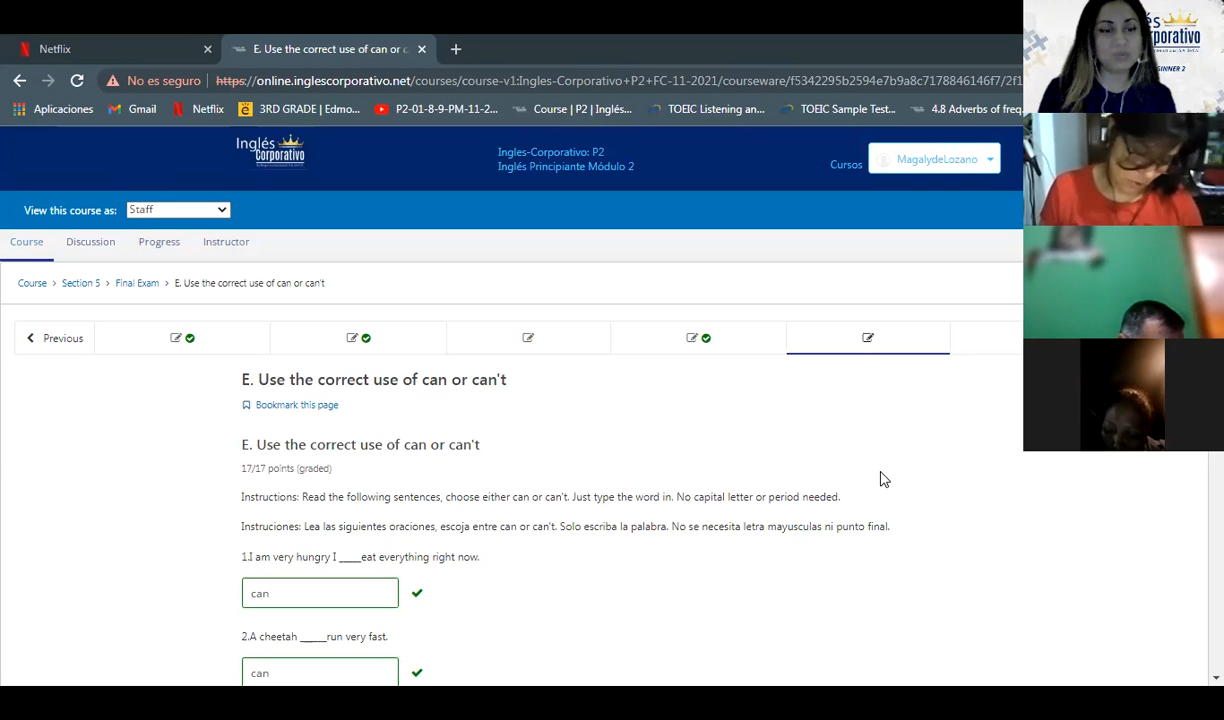 Netflix
E. Use the correct use of can or c
No es seguro
https://online.inglescorporativo.net/courses/course-v1:Ingles-Corporativo+P2+FC-11-2021/courseware/f5342295b2594e7b9a8c7178846146f7/2f1
Aplicaciones
Gmail
Netflix
3RD GRADE | Edmo...
P2-01-8-9-PM-11-2...
Course | P2 | Inglés...
TOEIC Listening an...
TOEIC Sample Test...
4.8 Adverbs of freq
Inglés
Corporativo
Ingles-Corporativo: P2
Inglés Principiante Módulo 2
Cursos
MagalydeLozano
View this course as:
Staff
Course
Discussion
Progress
Instructor
Course > Section 5 > Final Exam > E. Use the correct use of can or can't
Previous
E. Use the correct use of can or can't
Bookmark this page
E. Use the correct use of can or can't
17/17 points (graded)
Instructions: Read the following sentences, choose either can or can't. Just type the word in. No capital letter or period needed.
Instruciones: Lea las siguientes oraciones, escoja entre can or can't. Solo escriba la palabra. No se necesita letra mayusculas ni punto final.
1.I am very hungry I ____eat everything right now.
can
2.A cheetah _____run very fast.
can
és
porativo
GINNER 2